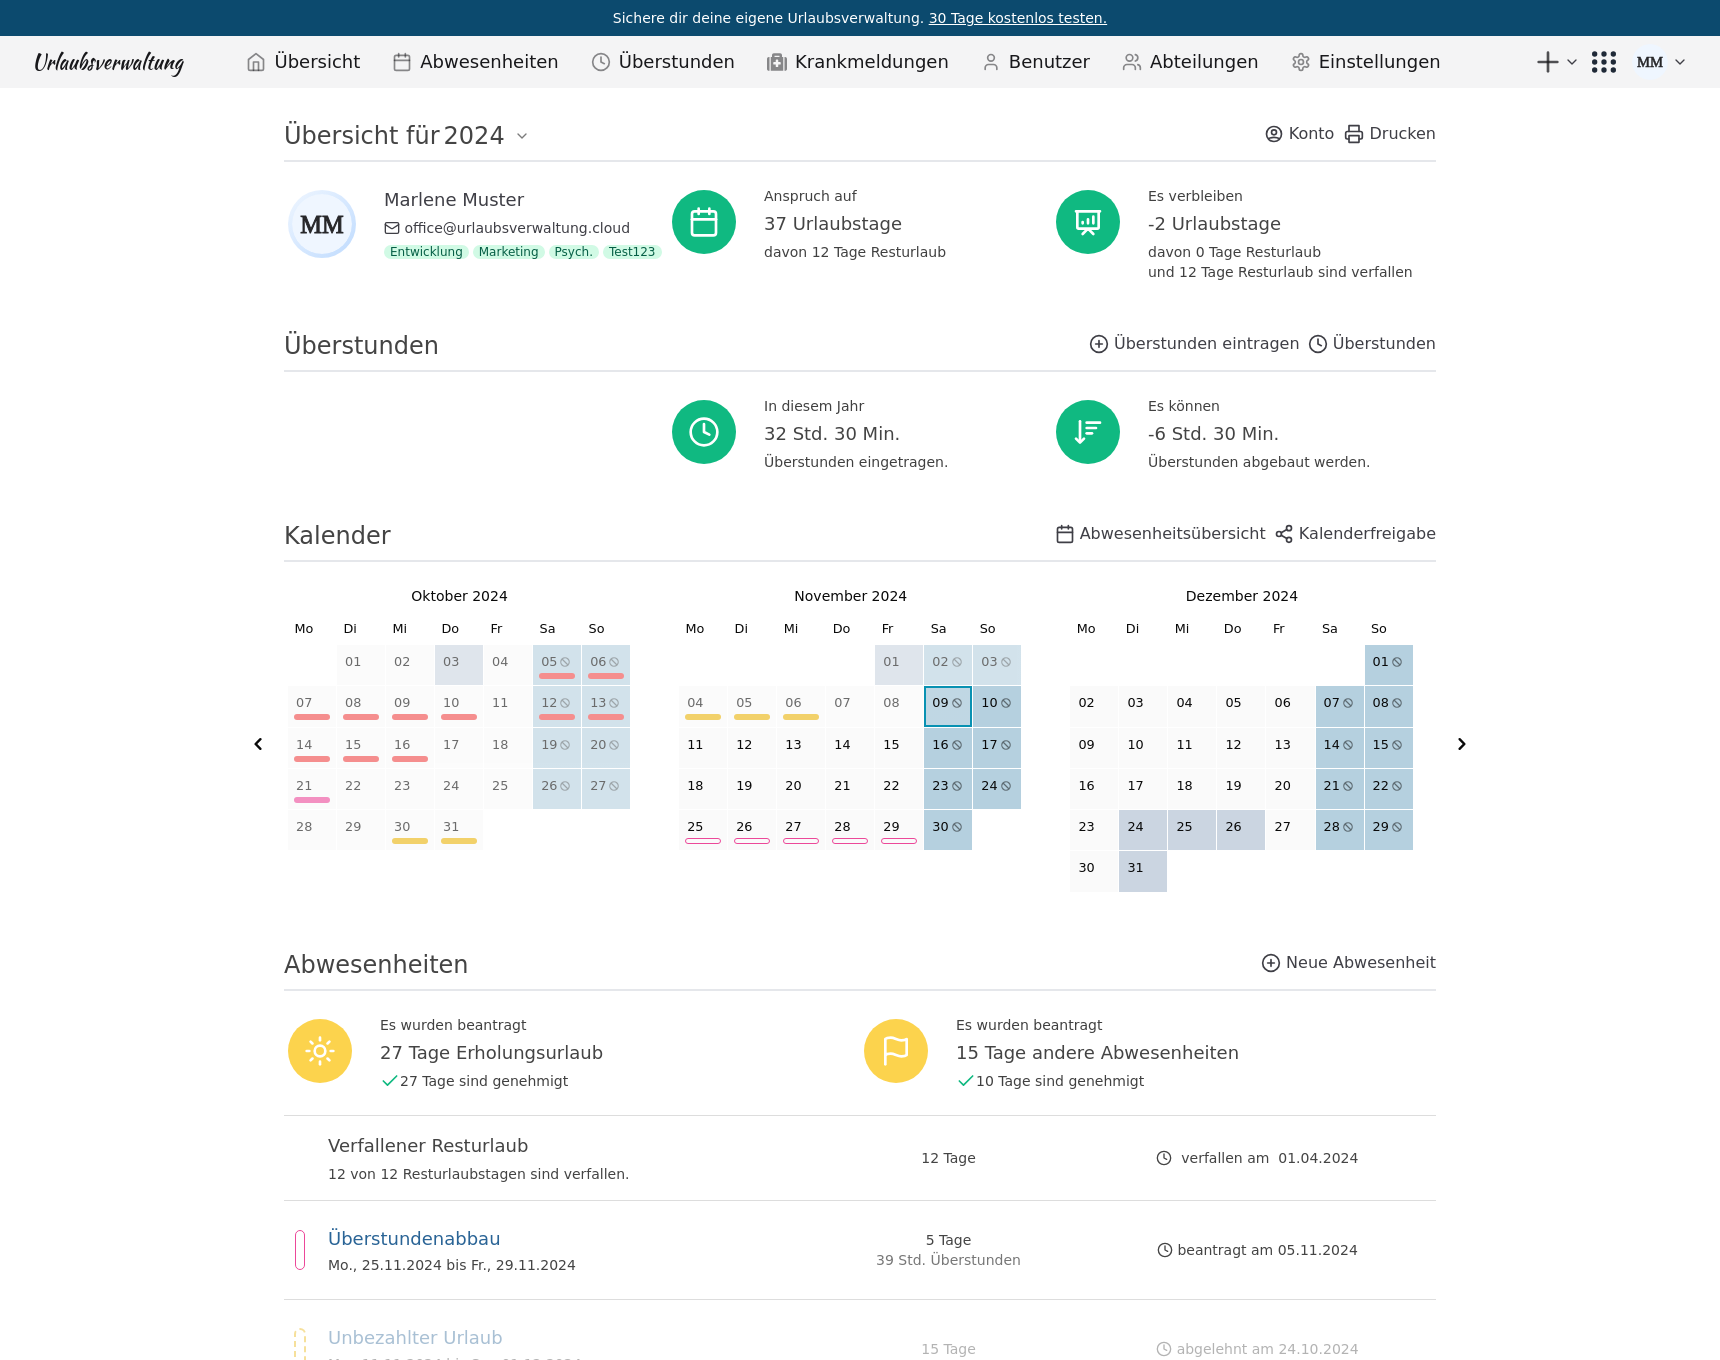 Sichere dir deine eigene Urlaubsverwaltung. 30 Tage kostenlos testen.
Urlaubsverwaltung Übersicht Abwesenheiten Überstunden Krankmeldungen Benutzer Abteilungen Einstellungen MM
Übersicht für 2024 Konto Drucken
MM
Marlene Muster
office@urlaubsverwaltung.cloud
Entwicklung Marketing Psych. Test123
Anspruch auf
37 Urlaubstage
davon 12 Tage Resturlaub
Es verbleiben
-2 Urlaubstage
davon 0 Tage Resturlaub
und 12 Tage Resturlaub sind verfallen
Überstunden Überstunden eintragen Überstunden
In diesem Jahr
32 Std. 30 Min.
Überstunden eingetragen.
Es können
-6 Std. 30 Min.
Überstunden abgebaut werden.
Kalender Abwesenheitsübersicht Kalenderfreigabe
Oktober 2024
Mo Di Mi Do Fr Sa So
01 02 03 04 05 06
07 08 09 10 11 12 13
14 15 16 17 18 19 20
21 22 23 24 25 26 27
28 29 30 31
November 2024
Mo Di Mi Do Fr Sa So
01 02 03
04 05 06 07 08 09 10
11 12 13 14 15 16 17
18 19 20 21 22 23 24
25 26 27 28 29 30
Dezember 2024
Mo Di Mi Do Fr Sa So
01
02 03 04 05 06 07 08
09 10 11 12 13 14 15
16 17 18 19 20 21 22
23 24 25 26 27 28 29
30 31
Abwesenheiten Neue Abwesenheit
Es wurden beantragt
27 Tage Erholungsurlaub
27 Tage sind genehmigt
Es wurden beantragt
15 Tage andere Abwesenheiten
10 Tage sind genehmigt
Verfallener Resturlaub
12 von 12 Resturlaubstagen sind verfallen.
12 Tage
verfallen am 01.04.2024
Überstundenabbau
Mo., 25.11.2024 bis Fr., 29.11.2024
5 Tage
39 Std. Überstunden
beantragt am 05.11.2024
Unbezahlter Urlaub
15 Tage
abgelehnt am 24.10.2024